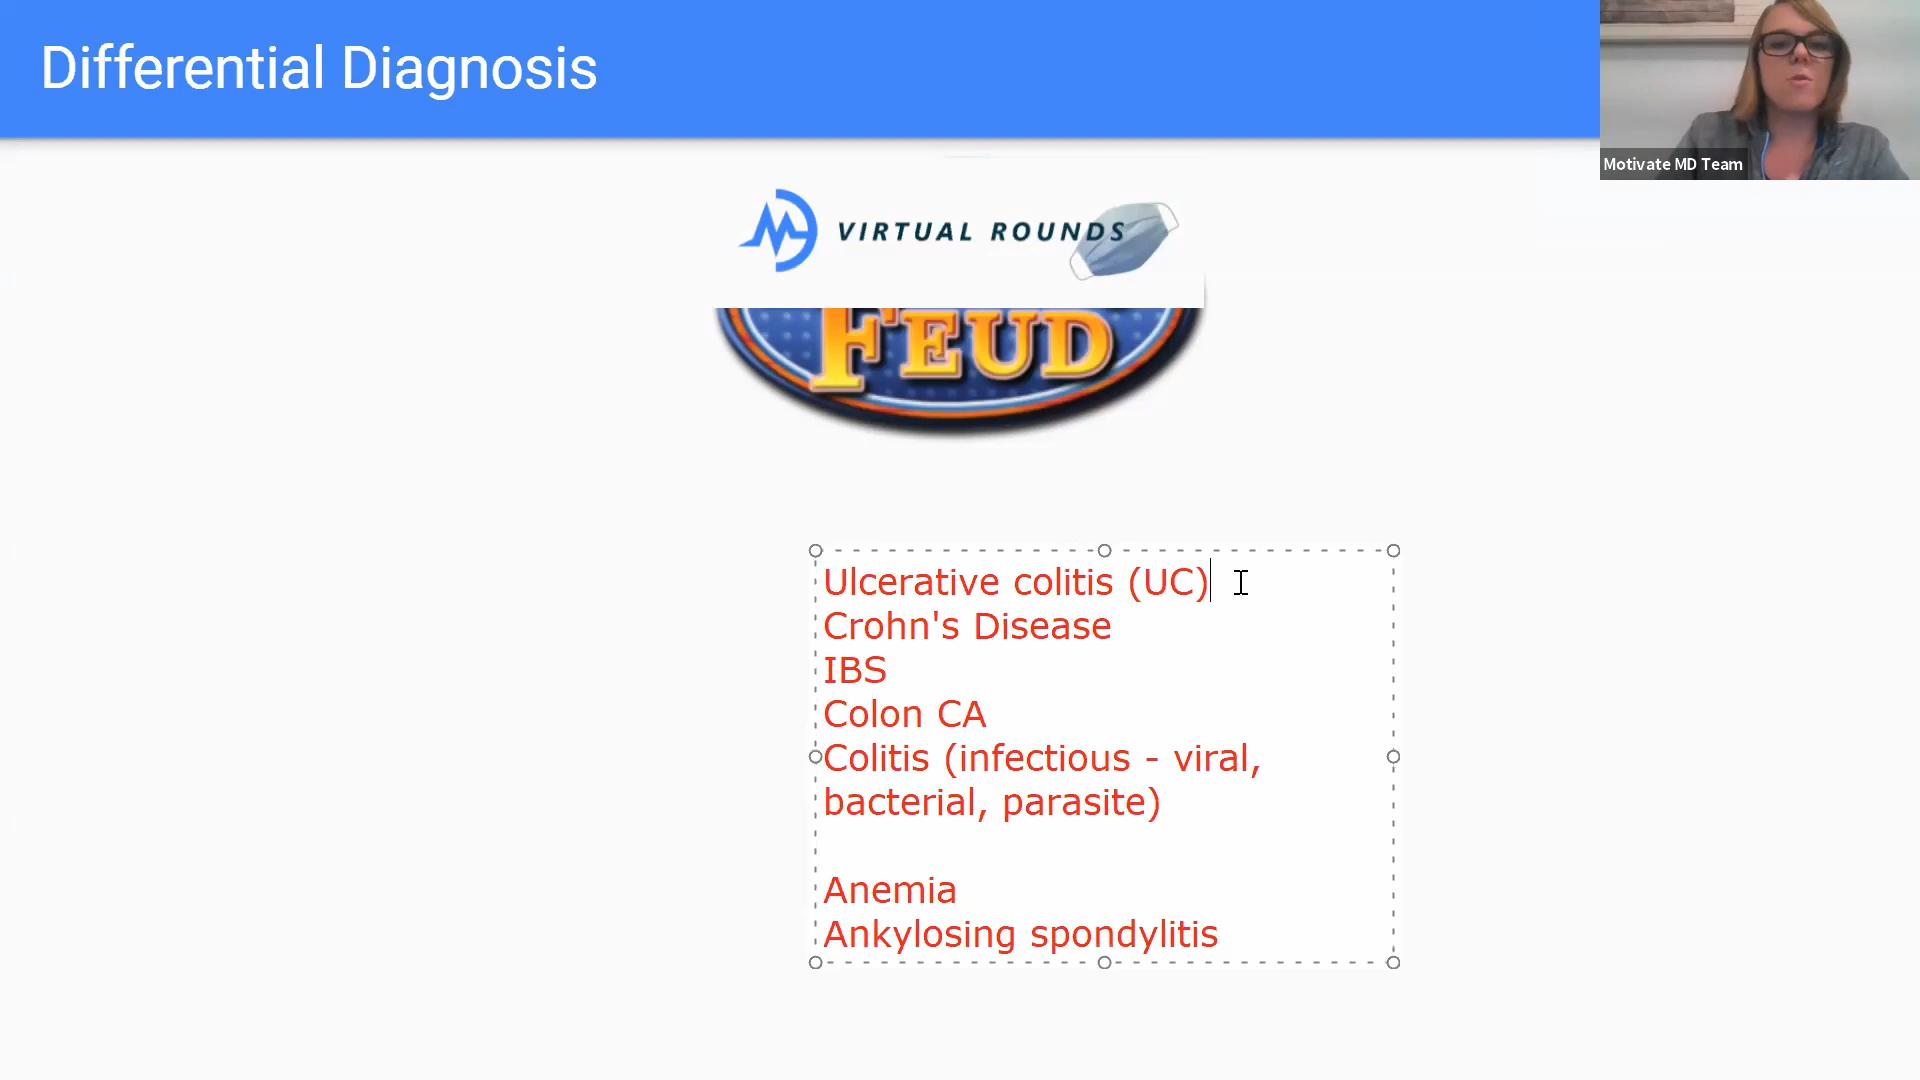 Differential Diagnosis
Motivate MD Team
VIRTUAL ROUNDS
FEUD
Ulcerative colitis (UC)
Crohn's Disease
IBS
Colon CA
Colitis (infectious - viral,
bacterial, parasite)
Anemia
Ankylosing spondylitis